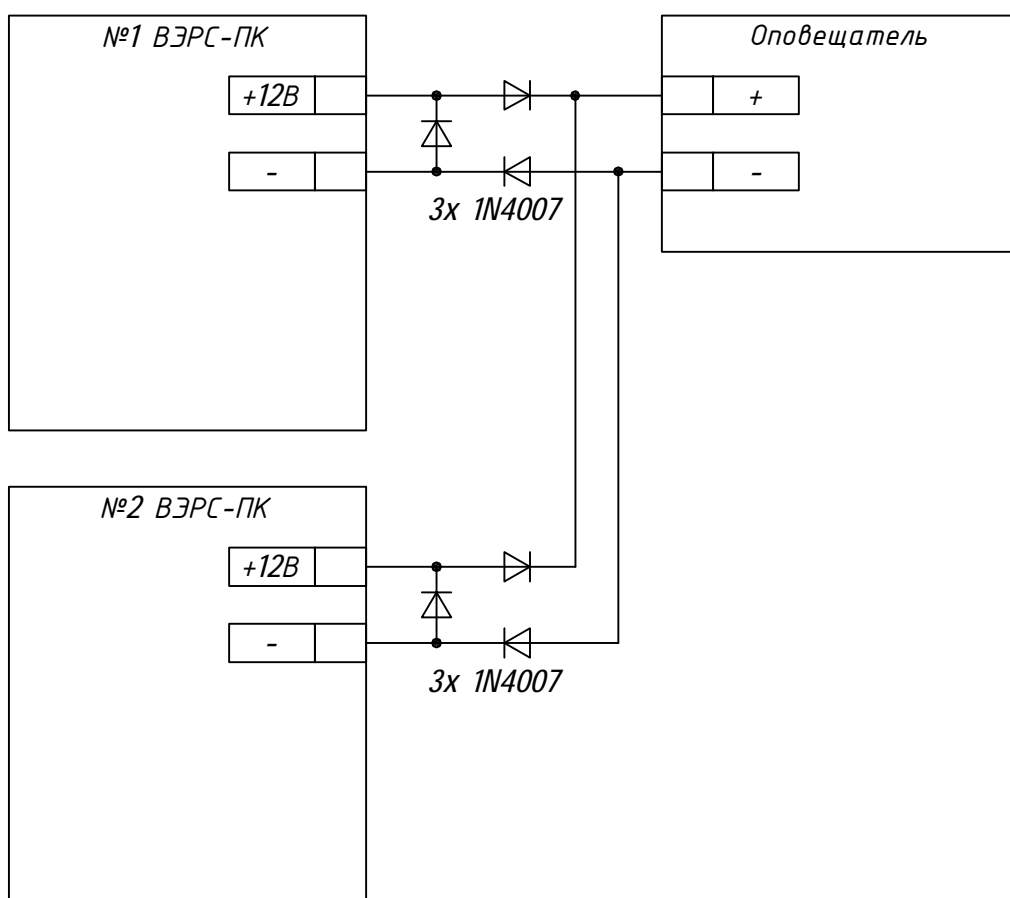 №1 ВЭРС-ПК
Оповещатель
+12В
+
-
-
3х 1N4007
№2 ВЭРС-ПК
+12В
-
3х 1N4007